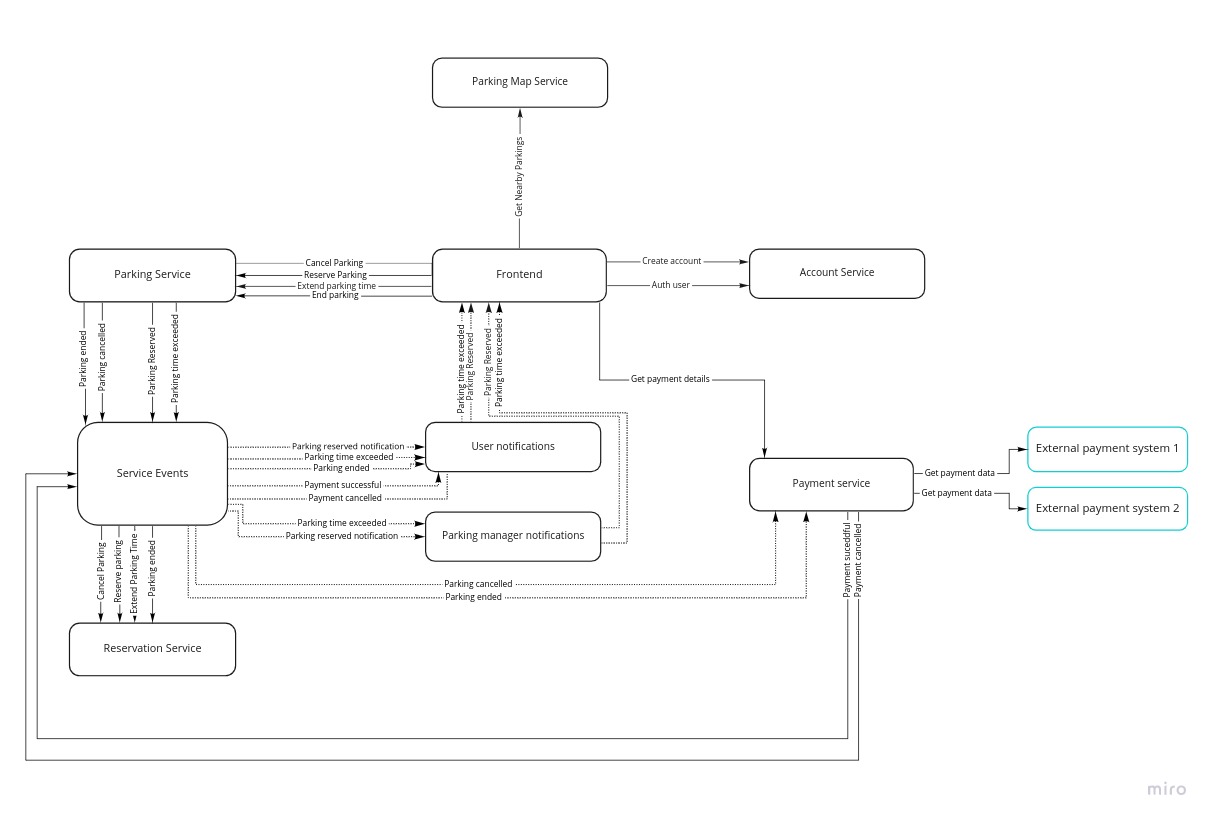 Parking Map Service
Get Nearby Parkings
Parking Service
Cancel Parking
Reserve Parking
Extend parking time
End parking
Frontend
Create account
Auth user
Account Service
Parking ended
Parking cancelled
Parking Reserved
Parking time exceeded
Parking time exceeded
Parking Reserved
Parking Reserved
Parking time exceeded
Get payment details
Service Events
Parking reserved notification
Parking time exceeded
Parking ended
Payment successful
Payment cancelled
User notifications
Parking time exceeded
Parking reserved notification
Parking manager notifications
Payment service
Get payment data
Get payment data
External payment system 1
External payment system 2
Cancel Parking
Reserve parking
Extend Parking Time
Parking ended
Parking cancelled
Parking ended
Payment suceddful
Payment cancelled
Reservation Service
miro